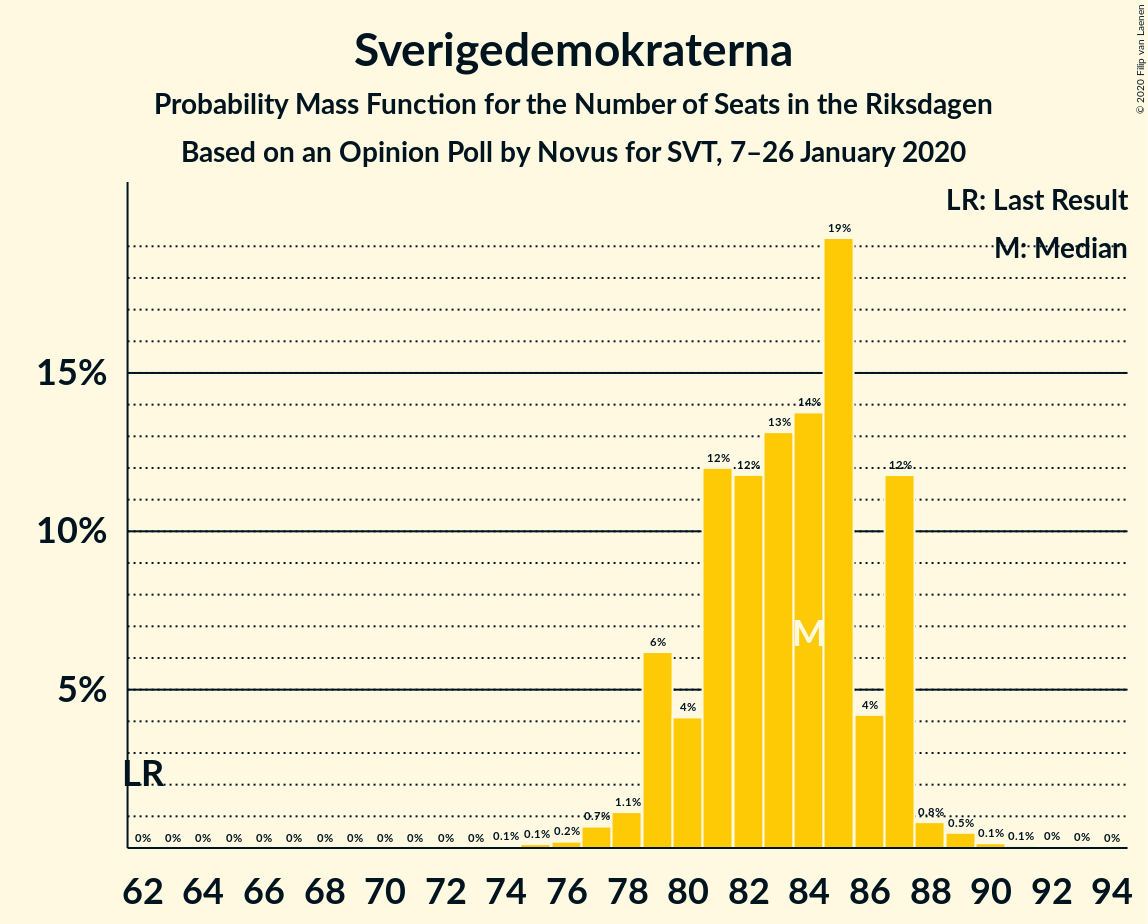 Sverigedemokraterna
Probability Mass Function for the Number of Seats in the Riksdagen
Based on an Opinion Poll by Novus for SVT, 7–26 January 2020
© 2020 Filip van Laenen
LR: Last Result
M: Median
15%
10%
5%
LR
M
0% 0% 0% 0% 0% 0% 0% 0% 0% 0% 0% 0% 0.1% 0.1% 0.2% 0.7% 1.1% 6% 4% 12% 12% 13% 14% 19% 4% 12% 0.8% 0.5% 0.1% 0.1% 0% 0% 0%
62 64 66 68 70 72 74 76 78 80 82 84 86 88 90 92 94